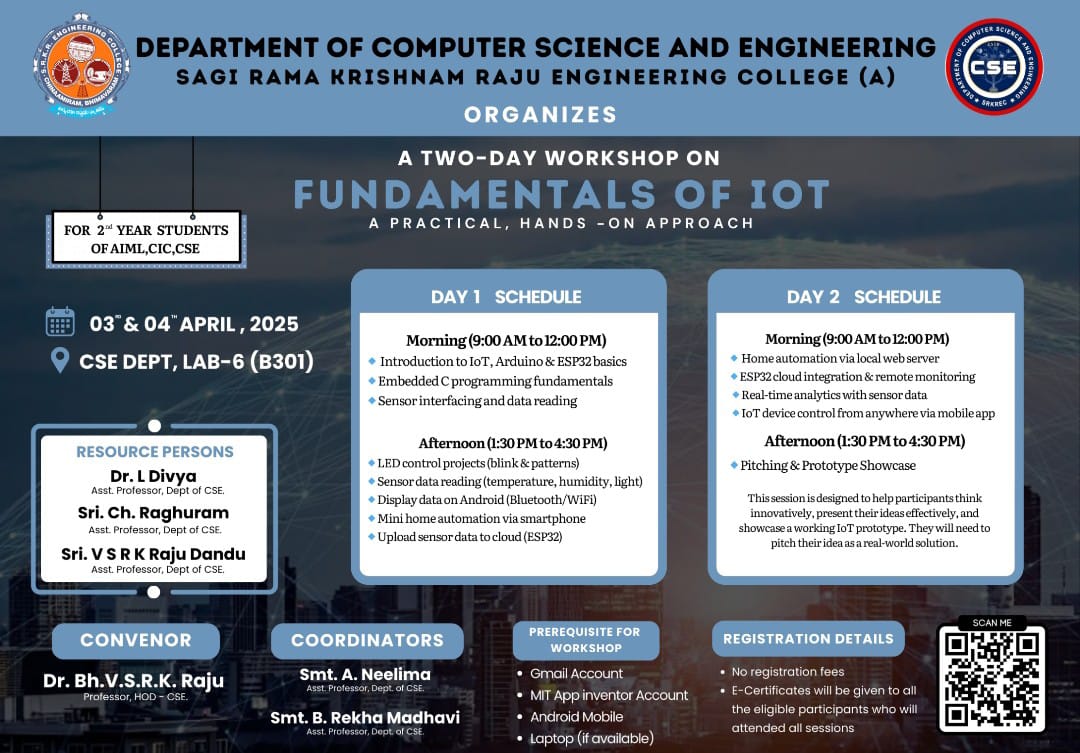 DEPARTMENT OF COMPUTER SCIENCE AND ENGINEERING
SAGI RAMA KRISHNAM RAJU ENGINEERING COLLEGE (A)
ORGANIZES
S.R.K.R. ENGINEERING COLLEGE
CHINAAMIRAM, BHIMAVARAM
DEPARTMENT OF COMPUTER SCIENCE AND ENGINEERING
CSE
SRKREC
A TWO-DAY WORKSHOP ON
FUNDAMENTALS OF IOT
A PRACTICAL, HANDS -ON APPROACH
FOR 2nd YEAR STUDENTS
OF AIML,CIC,CSE
03RD & 04TH APRIL , 2025
CSE DEPT, LAB-6 (B301)
RESOURCE PERSONS
Dr. L Divya
Asst. Professor, Dept of CSE.
Sri. Ch. Raghuram
Asst. Professor, Dept of CSE.
Sri. V S R K Raju Dandu
Asst. Professor, Dept of CSE.
DAY 1 SCHEDULE
Morning (9:00 AM to 12:00 PM)
Introduction to IoT, Arduino & ESP32 basics
Embedded C programming fundamentals
Sensor interfacing and data reading
Afternoon (1:30 PM to 4:30 PM)
LED control projects (blink & patterns)
Sensor data reading (temperature, humidity, light)
Display data on Android (Bluetooth/WiFi)
Mini home automation via smartphone
Upload sensor data to cloud (ESP32)
DAY 2 SCHEDULE
Morning (9:00 AM to 12:00 PM)
Home automation via local web server
ESP32 cloud integration & remote monitoring
Real-time analytics with sensor data
IoT device control from anywhere via mobile app
Afternoon (1:30 PM to 4:30 PM)
Pitching & Prototype Showcase
This session is designed to help participants think
innovatively, present their ideas effectively, and
showcase a working IoT prototype. They will need to
pitch their idea as a real-world solution.
CONVENOR
Dr. Bh.V.S.R.K. Raju
Professor, HOD - CSE.
COORDINATORS
Smt. A. Neelima
Asst. Professor, Dept. of CSE.
Smt. B. Rekha Madhavi
Asst. Professor, Dept. of CSE.
PREREQUISITE FOR
WORKSHOP
• Gmail Account
• MIT App inventor Account
• Android Mobile
• Laptop (if available)
REGISTRATION DETAILS
• No registration fees
• E-Certificates will be given to all
the eligible participants who will
attended all sessions
SCAN ME